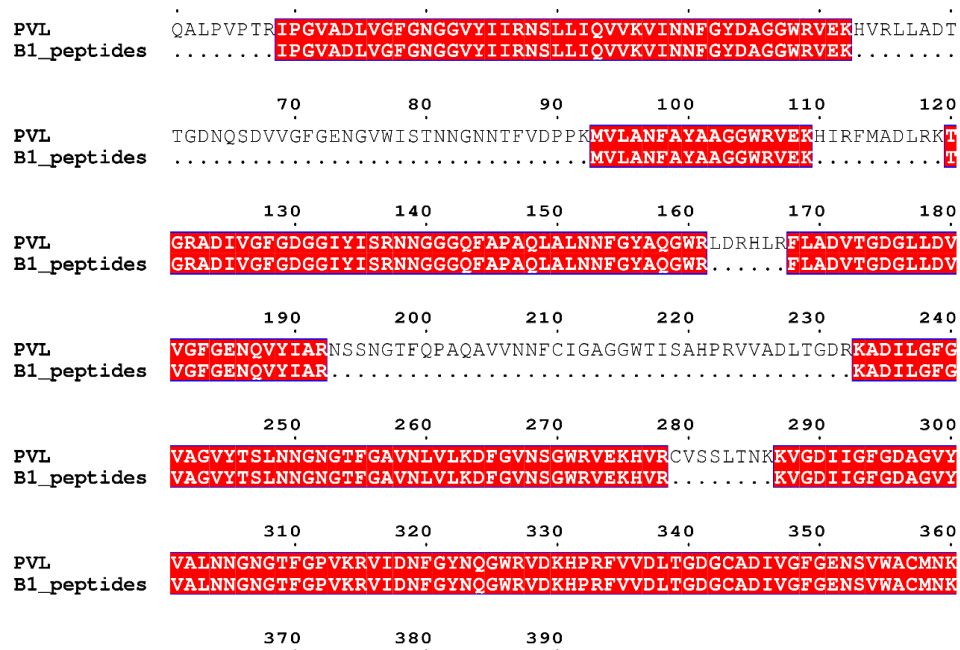 PVL QALPVPTRIPGVADLVGFGNGGVYIIRNSLLIQVVKVINNFGYDAGGWRVEKHVRLLADT
B1_peptides ........IPGVADLVGFGNGGVYIIRNSLLIQVVKVINNFGYDAGGWRVEK........
70 80 90 100 110 120
PVL TGDNQSDVVGFGENGVWISTNNGNNTFVDPPKMVLANFAYAAGGWRVEKHIRFMADLRKT
B1_peptides ................................MVLANFAYAAGGWRVEK..........T
130 140 150 160 170 180
PVL GRADIVGFGDGGIYISRNNGGGQFAPAQLALNNFGYAQGWRLDRHLRFLADVTGDGLLDV
B1_peptides GRADIVGFGDGGIYISRNNGGGQFAPAQLALNNFGYAQGWR......FLADVTGDGLLDV
190 200 210 220 230 240
PVL VGFGENQVYIARNSSNGTFQPAQAVVNNFCIGAGGWTISAHPRVVADLTGDRKADILGFG
B1_peptides VGFGENQVYIAR........................................KADILGFG
250 260 270 280 290 300
PVL VAGVYTSLNNGNGTFGAVNLVLKDFGVNSGWRVEKHVRCVSSLTNKKVGDIIGFGDAGVY
B1_peptides VAGVYTSLNNGNGTFGAVNLVLKDFGVNSGWRVEKHVR........KVGDIIGFGDAGVY
310 320 330 340 350 360
PVL VALNNGNGTFGPVKRVIDNFGYNQGWRVDKHPRFVVDLTGDGCADIVGFGENSVWACMNK
B1_peptides VALNNGNGTFGPVKRVIDNFGYNQGWRVDKHPRFVVDLTGDGCADIVGFGENSVWACMNK
370 380 390